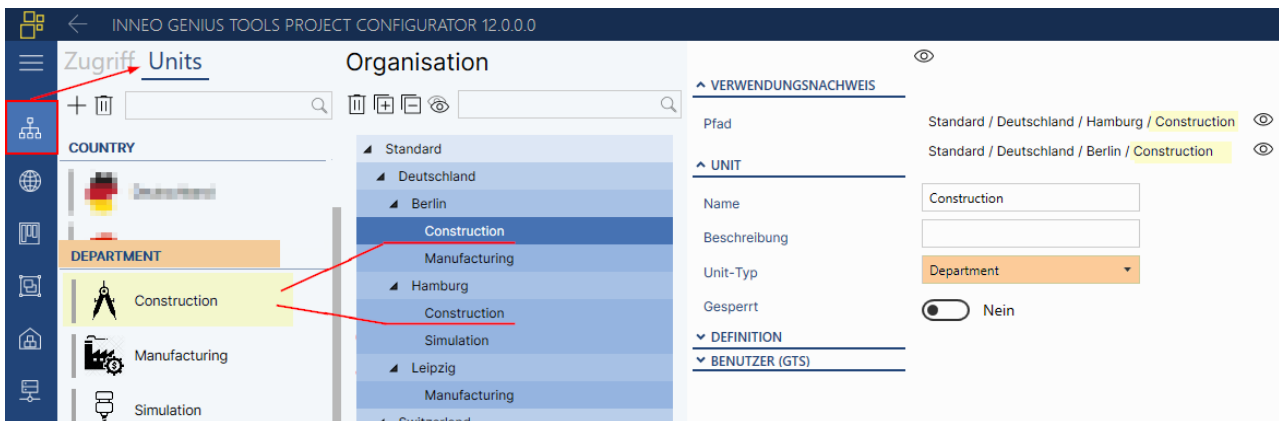 INNEO GENIUS TOOLS PROJECT CONFIGURATOR 12.0.0.0
Zugriff Units
COUNTRY
DEPARTMENT
Construction
Manufacturing
Simulation
Organisation
Standard
Deutschland
Berlin
Construction
Manufacturing
Hamburg
Construction
Simulation
Leipzig
Manufacturing
Switzerland
VERWENDUNGSNACHWEIS
Pfad
Standard / Deutschland / Hamburg / Construction
Standard / Deutschland / Berlin / Construction
UNIT
Name
Construction
Beschreibung
Unit-Typ
Department
Gesperrt
Nein
DEFINITION
BENUTZER (GTS)